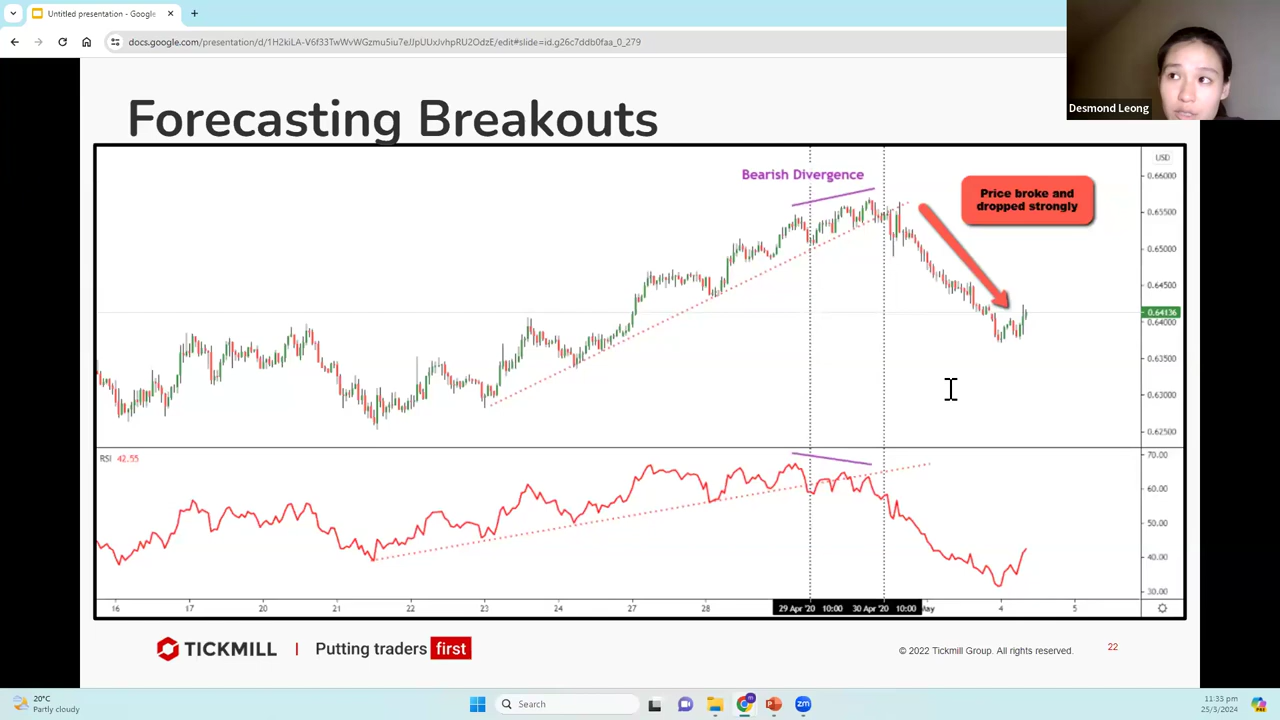 Untitled presentation - Google
docs.google.com/presentation/d/1H2kiLA-V6f33TwWvWGzmu5iu7eJJpUUxJvhpRU2OdzE/edit#slide=id.g26c7ddb0faa_0_279
Desmond Leong
Forecasting Breakouts
USD
Bearish Divergence
Price broke and
dropped strongly
0.66000
0.65500
0.65000
0.64500
0.64136
0.64000
0.63500
0.63000
0.62500
RSI 42.55
70.00
60.00
50.00
40.00
30.00
16 17 20 21 22 23 24 27 28 29 Apr '20 10:00 30 Apr '20 10:00 May 4 5
TICKMILL | Putting traders first
© 2022 Tickmill Group. All rights reserved. 22
20°C
Partly cloudy
Search
11:33 pm
25/3/2024